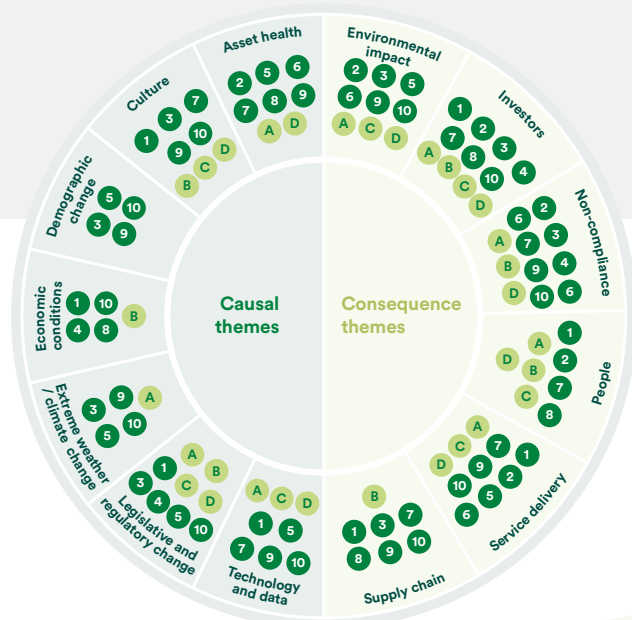 Causal
themes
Consequence
themes
Environmental
impact
2 3 5
6 9 10
A C D
Investors
1 2 3 4
7 8 10
A B C D
Non-compliance
6 2
A 7 3
B 9 4
D 10 6
People
A 1
D B 2
C 7
8
Service delivery
A
C 7 1
D 9 2
10 5
6
Supply chain
B
1 3 7
8 9 10
Technology
and data
A C D
1 5
7 9 10
Legislative and
regulatory change
A B
1 C D
3 4 5 10
Extreme weather
/ climate change
9 A
3 10
5
Economic
conditions
1 10 B
4 8
Demographic
change
5 10
3 9
Culture
7
3
1 10
9 D
C
B
Asset health
2 5 6
7 8 9
A D